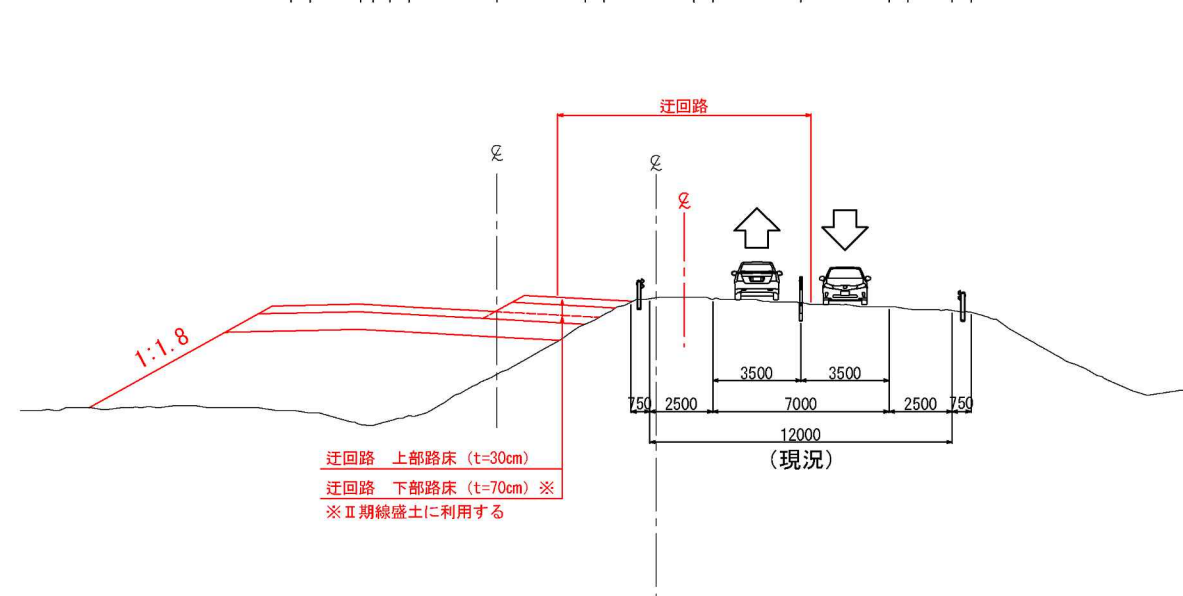 迂回路
℄
℄
℄
1:1.8
3500
3500
750
2500
7000
2500
750
12000
(現況)
迂回路 上部路床 (t=30㎝)
迂回路 下部路床 (t=70㎝) ※
※Ⅱ期線盛土に利用する